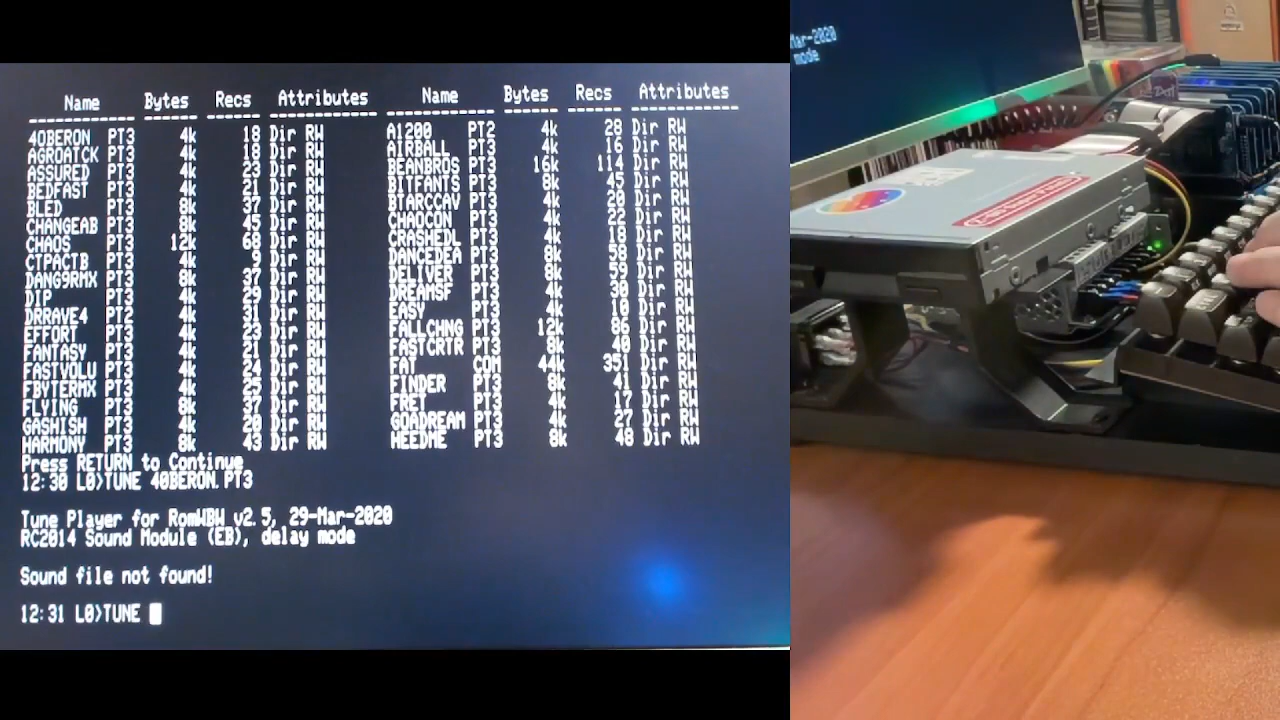 Name Bytes Recs Attributes Name Bytes Recs Attributes
4OBERON PT3 4k 18 Dir RW A1200 PT2 4k 28 Dir RW
AGROATCK PT3 4k 18 Dir RW AIRBALL PT3 4k 16 Dir RW
ASSURED PT3 4k 23 Dir RW BEANBROS PT3 16k 114 Dir RW
BEDFAST PT3 4k 21 Dir RW BITFANTS PT3 8k 45 Dir RW
BLED PT3 8k 37 Dir RW BTARCCAV PT3 4k 20 Dir RW
CHANGEAB PT3 8k 45 Dir RW CHAOCON PT3 4k 22 Dir RW
CHAOS PT3 12k 68 Dir RW CRASHEDL PT3 4k 18 Dir RW
CTPACTB PT3 4k 9 Dir RW DANCEDEA PT3 8k 58 Dir RW
DANG9RMX PT3 8k 37 Dir RW DELIVER PT3 8k 59 Dir RW
DIP PT3 4k 29 Dir RW DREAMSF PT3 4k 30 Dir RW
DRRAVE4 PT2 4k 31 Dir RW EASY PT3 4k 10 Dir RW
EFFORT PT3 4k 23 Dir RW FALLCHNG PT3 12k 86 Dir RW
FANTASY PT3 4k 21 Dir RW FASTCRTR PT3 8k 40 Dir RW
FASTVOLU PT3 4k 24 Dir RW FAT COM 44k 351 Dir RW
FBYTERMX PT3 4k 25 Dir RW FINDER PT3 8k 41 Dir RW
FLYING PT3 8k 37 Dir RW FRET PT3 4k 17 Dir RW
GASHISH PT3 4k 20 Dir RW GOADREAM PT3 4k 27 Dir RW
HARMONY PT3 8k 43 Dir RW HEEDME PT3 8k 48 Dir RW
Press RETURN to Continue
12:30 L0>TUNE 40BERON.PT3
Tune Player for RomWBW v2.5, 29-Mar-2020
RC2014 Sound Module (EB), delay mode
Sound file not found!
12:31 L0>TUNE
Mar-2020
mode